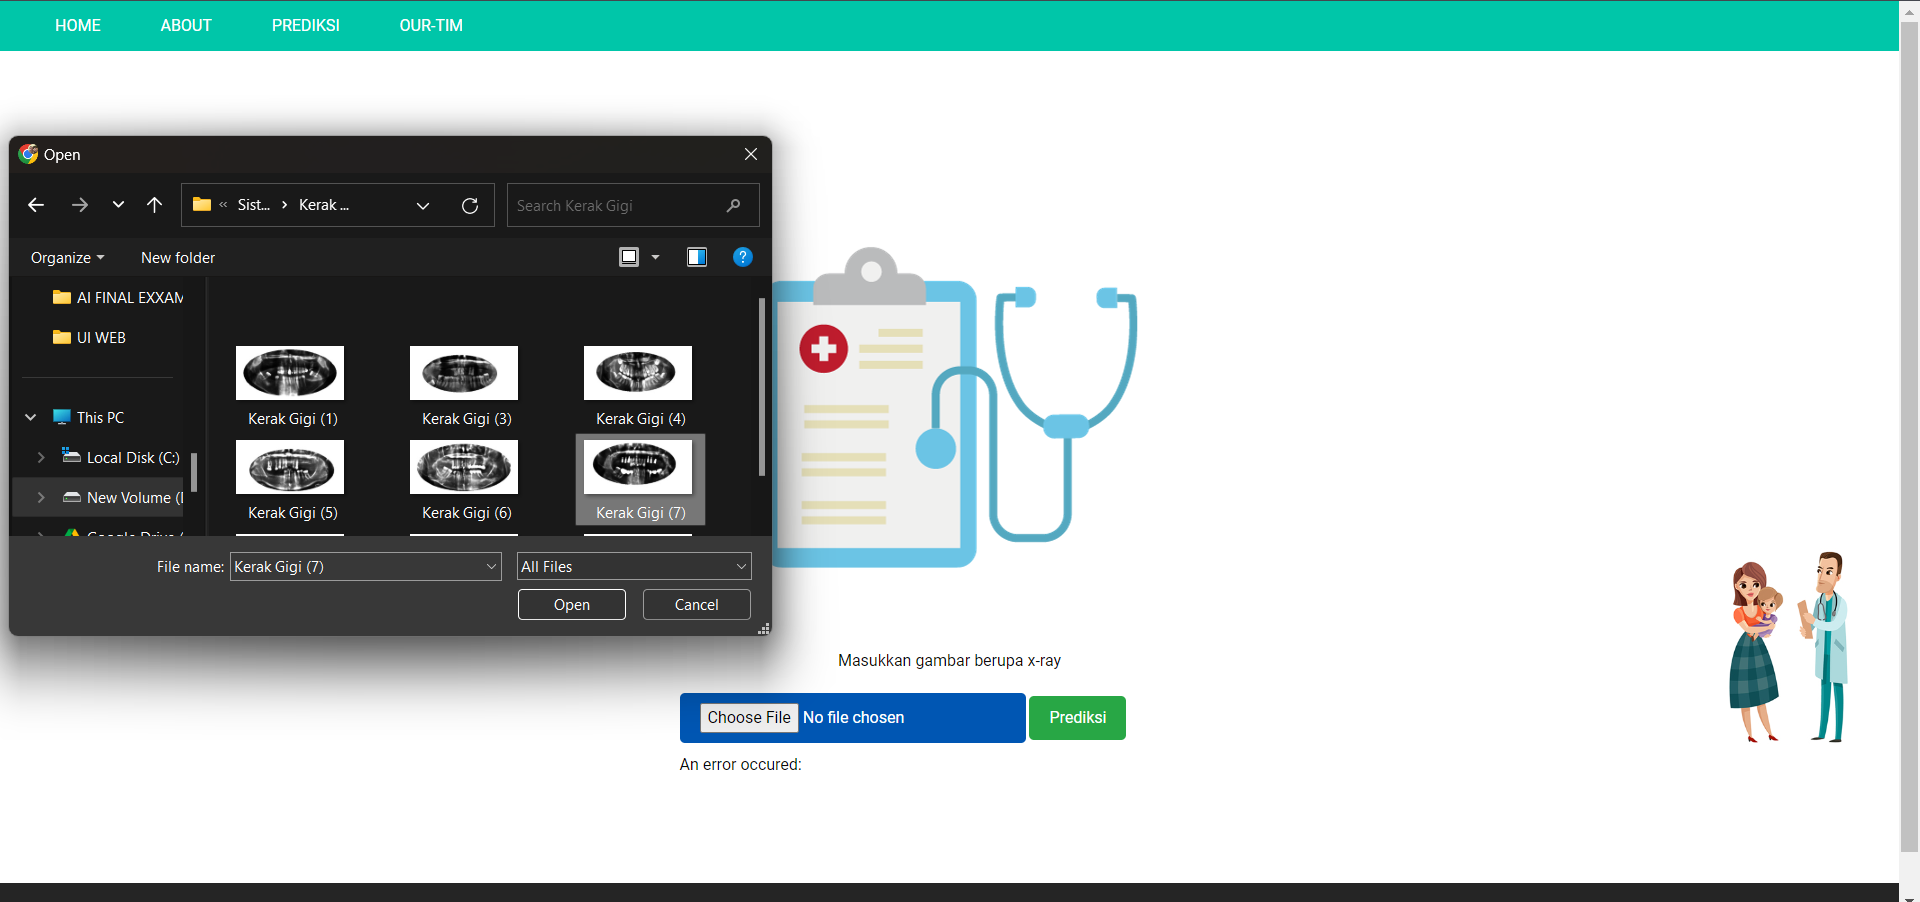 HOME ABOUT PREDIKSI OUR-TIM
Open
« Sist... › Kerak ...
Search Kerak Gigi
Organize New folder
?
AI FINAL EXXAM
UI WEB
This PC
Local Disk (C:)
New Volume (
Google Drive (
Kerak Gigi (1) Kerak Gigi (3) Kerak Gigi (4)
Kerak Gigi (5) Kerak Gigi (6) Kerak Gigi (7)
File name: Kerak Gigi (7) All Files
Open Cancel
Masukkan gambar berupa x-ray
Choose File No file chosen Prediksi
An error occured: